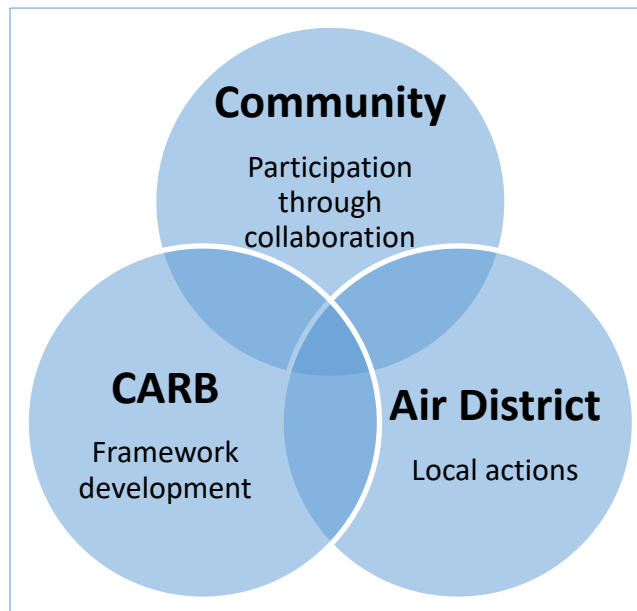 Community
Participation
through
collaboration
CARB
Framework
development
Air District
Local actions